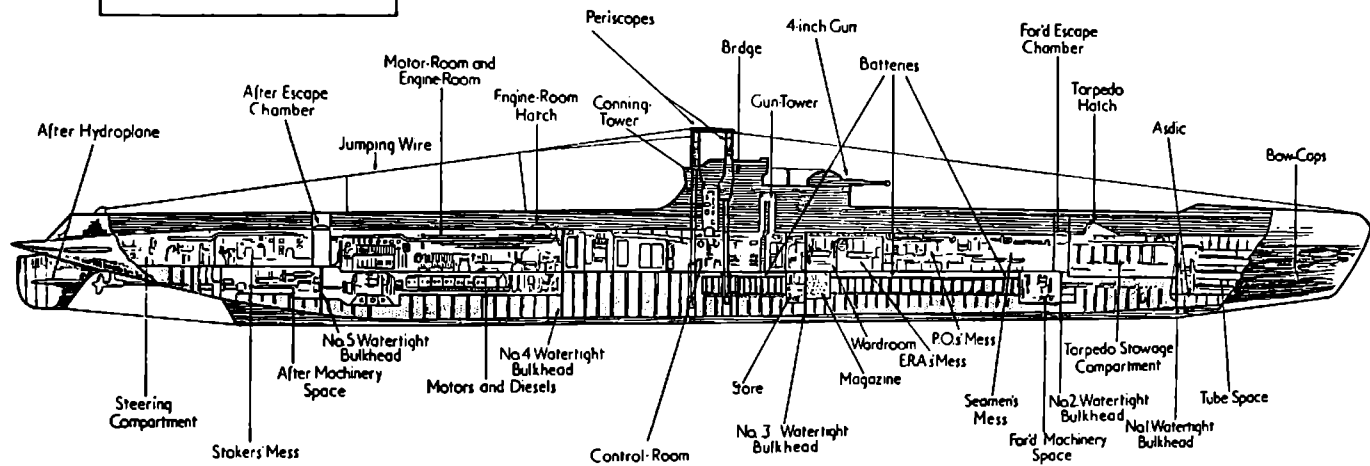 Periscopes
4-inch Gun
For'd Escape
Chamber
Brdge
Motor-Room and
Engine-Room
Batteries
After Escape
Chamber
Engine-Room
Hatch
Conning-
Tower
Gun-Tower
Torpedo
Hatch
After Hydroplane
Asdic
Jumping Wire
Bow-Caps
No.5 Watertight
Bulkhead
No.4 Watertight
Bulkhead
Wardroom
P.O.s' Mess
ERAs' Mess
Torpedo Stowage
Compartment
After Machinery
Space
Motors and Diesels
Store
Magazine
Seamen's
Mess
No.2 Watertight
Bulkhead
Tube Space
Steering
Compartment
No.3 Watertight
Bulkhead
For'd Machinery
Space
No.1 Watertight
Bulkhead
Stokers' Mess
Control-Room